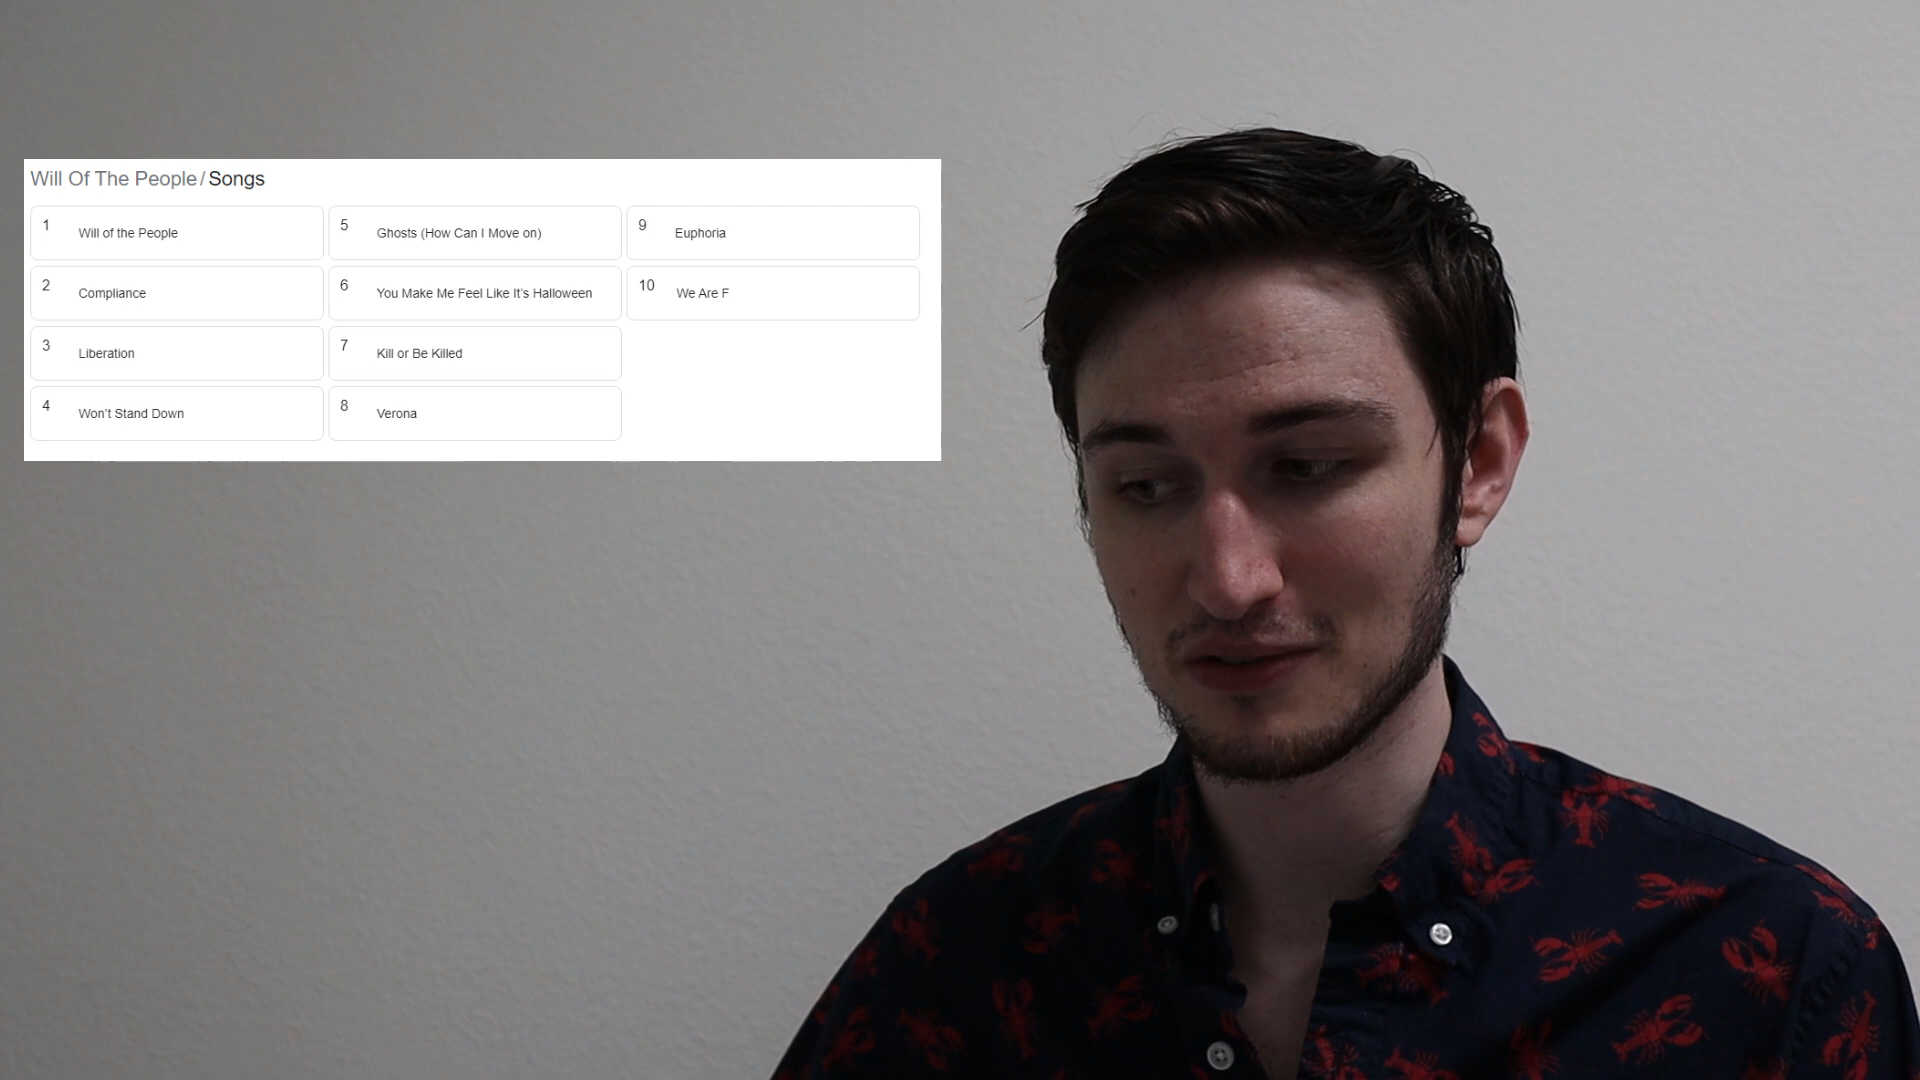 Will Of The People/Songs
1 Will of the People
2 Compliance
3 Liberation
4 Won't Stand Down
5 Ghosts (How Can I Move on)
6 You Make Me Feel Like It's Halloween
7 Kill or Be Killed
8 Verona
9 Euphoria
10 We Are F